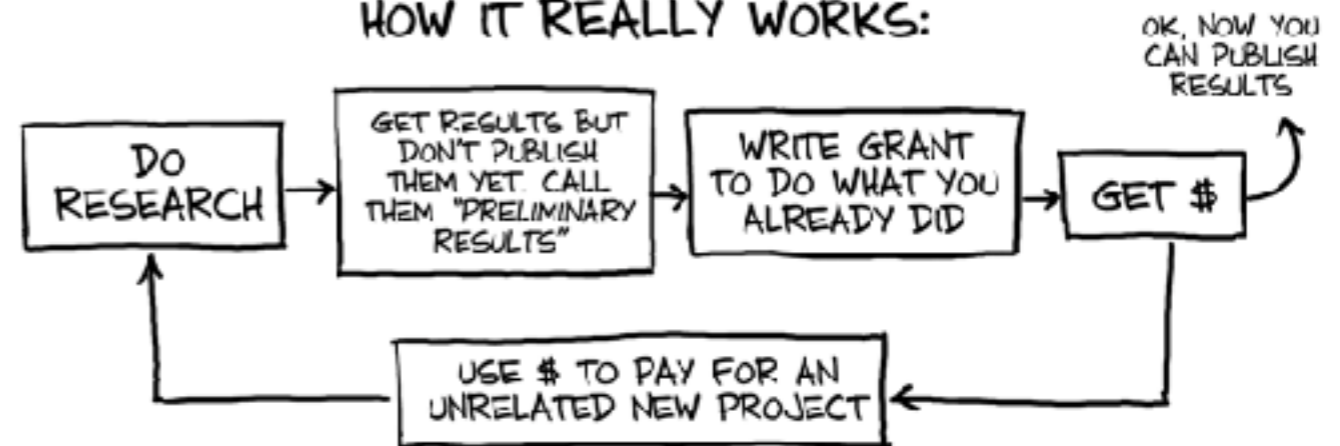 HOW IT REALLY WORKS:
OK, NOW YOU
CAN PUBLISH
RESULTS
DO
RESEARCH
GET RESULTS BUT
DON'T PUBLISH
THEM YET. CALL
THEM "PRELIMINARY
RESULTS"
WRITE GRANT
TO DO WHAT YOU
ALREADY DID
GET $
USE $ TO PAY FOR AN
UNRELATED NEW PROJECT